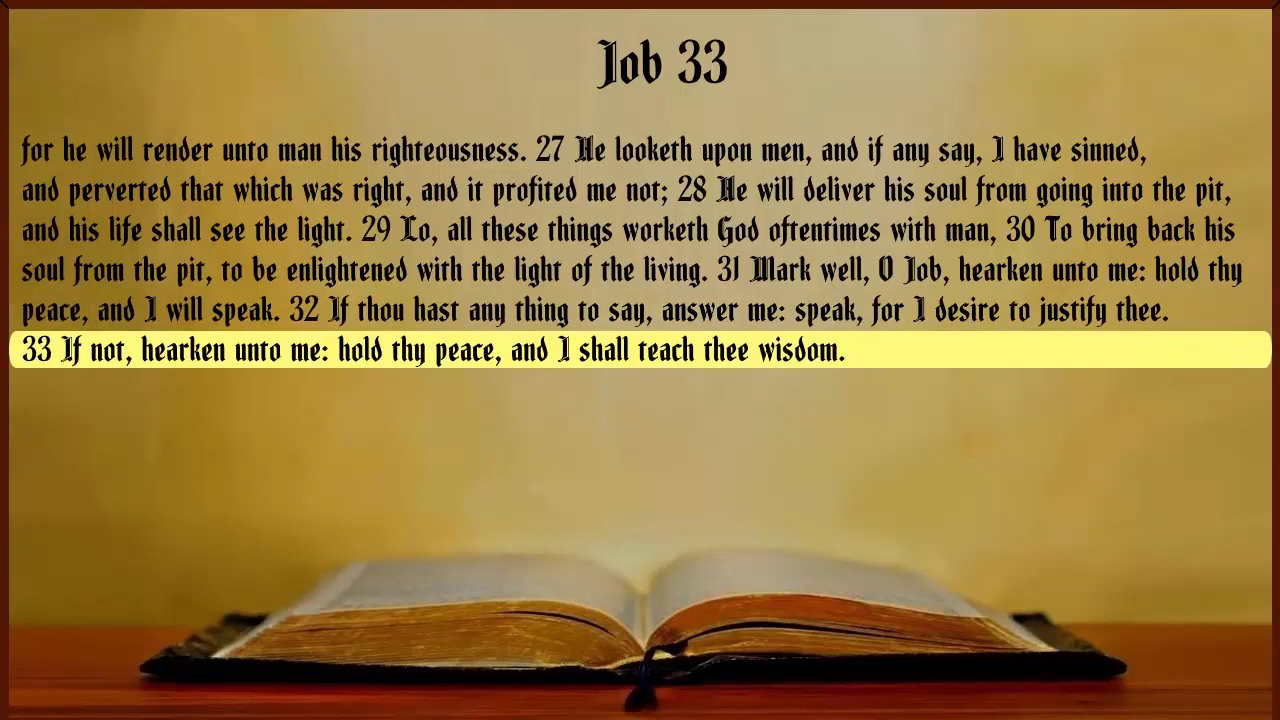 Job 33
for he will render unto man his righteousness. 27 He looketh upon men, and if any say, I have sinned,
and perverted that which was right, and it profited me not; 28 He will deliver his soul from going into the pit,
and his life shall see the light. 29 Lo, all these things worketh God oftentimes with man, 30 To bring back his
soul from the pit, to be enlightened with the light of the living. 31 Mark well, O Job, hearken unto me: hold thy
peace, and I will speak. 32 If thou hast any thing to say, answer me: speak, for I desire to justify thee.
33 If not, hearken unto me: hold thy peace, and I shall teach thee wisdom.